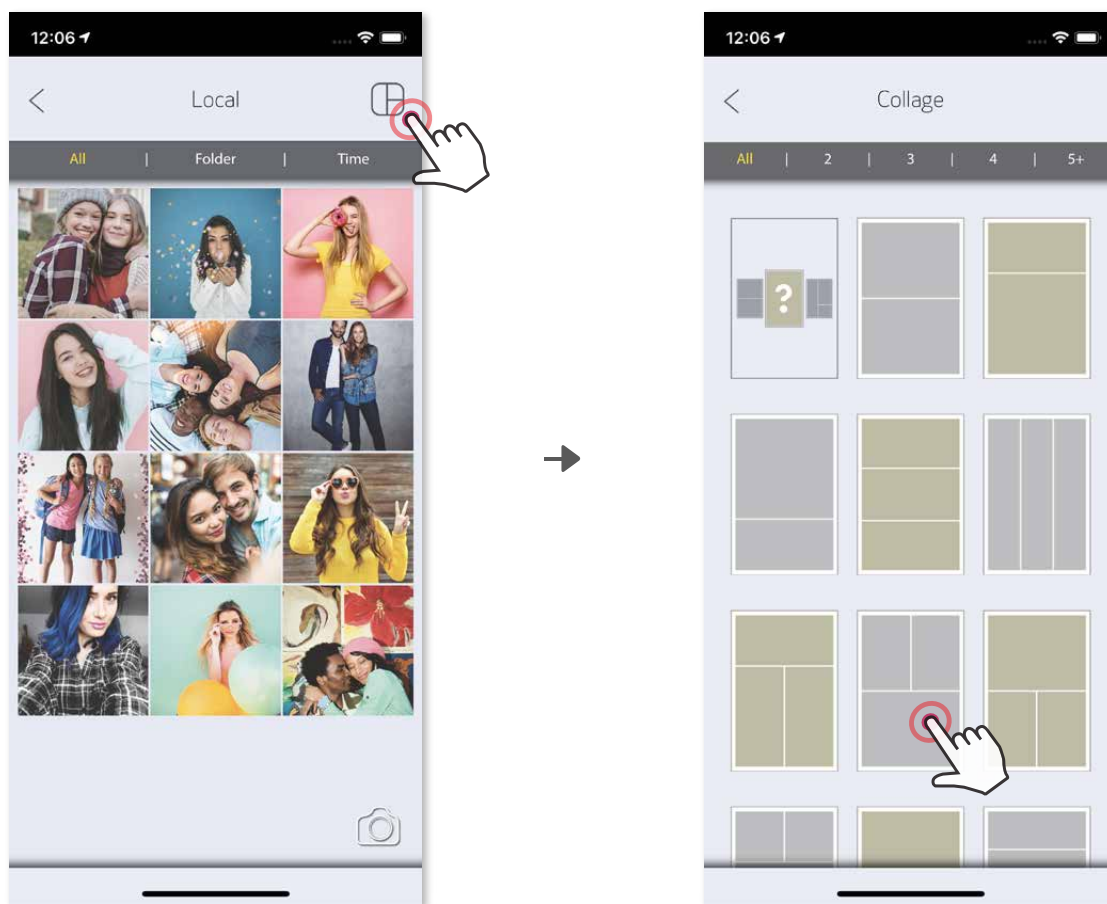 12:06
Local
All | Folder | Time
12:06
Collage
All | 2 | 3 | 4 | 5+
?